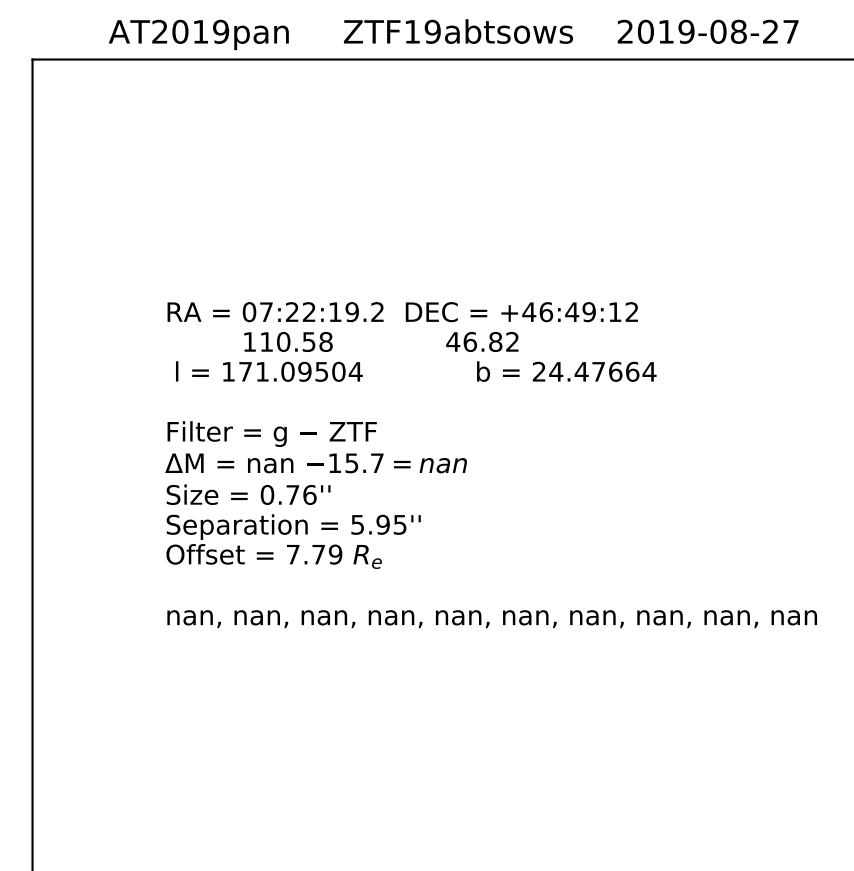 AT2019pan ZTF19abtsows 2019-08-27
RA = 07:22:19.2 DEC = +46:49:12
110.58 46.82
l = 171.09504 b = 24.47664
Filter = g − ZTF
ΔM = nan −15.7 = nan
Size = 0.76''
Separation = 5.95''
Offset = 7.79 Re
nan, nan, nan, nan, nan, nan, nan, nan, nan, nan